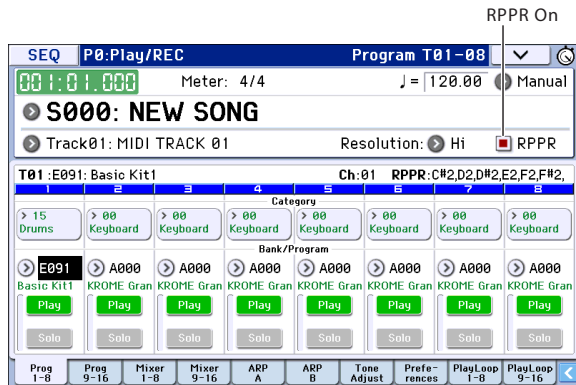 RPPR On
SEQ P0:Play/REC Program T01-08
001:01.000 Meter: 4/4 ♩= 120.00 Manual
S000: NEW SONG
Track01: MIDI TRACK 01 Resolution: Hi RPPR
T01 :E091: Basic Kit1 Ch:01 RPPR:C#2,D2,D#2,E2,F2,F#2,
1 2 3 4 5 6 7 8
Category
> 15 > 00 > 00 > 00 > 00 > 00 > 00 > 00
Drums Keyboard Keyboard Keyboard Keyboard Keyboard Keyboard Keyboard
Bank/Program
E091 A000 A000 A000 A000 A000 A000 A000
Basic Kit1 KROME Gran KROME Gran KROME Gran KROME Gran KROME Gran KROME Gran KROME Gran
Play Play Play Play Play Play Play Play
Solo Solo Solo Solo Solo Solo Solo Solo
Prog Prog Mixer Mixer ARP ARP Tone Prefe- PlayLoop PlayLoop
1-8 9-16 1-8 9-16 A B Adjust rences 1-8 9-16